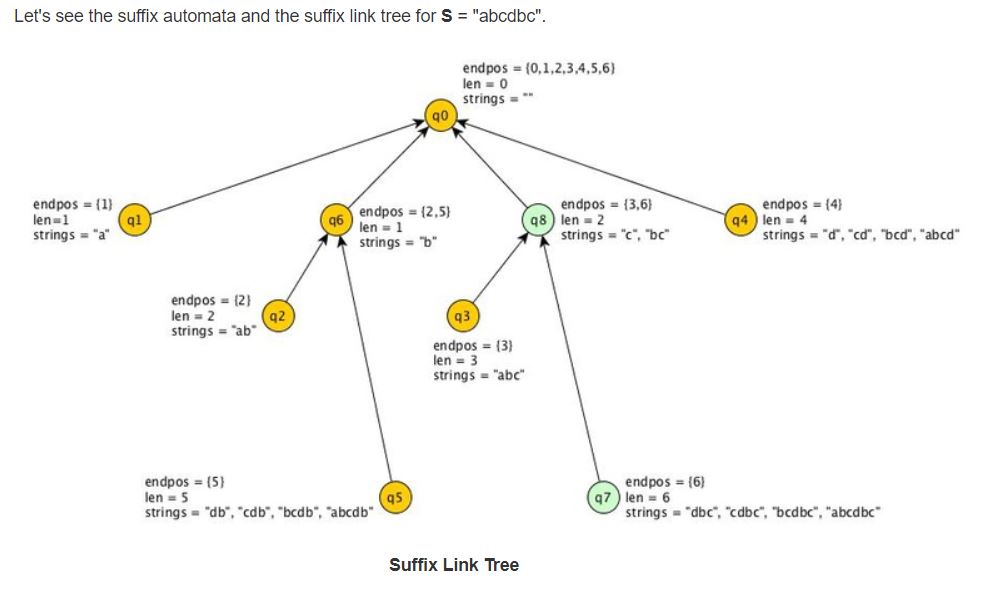 Let's see the suffix automata and the suffix link tree for S = "abcdbc".
endpos = {0,1,2,3,4,5,6}
len = 0
strings = ""
q0
endpos = {1}
len=1
strings = "a"
q1
q6
endpos = {2,5}
len = 1
strings = "b"
q8
endpos = {3,6}
len = 2
strings = "c", "bc"
q4
endpos = {4}
len = 4
strings = "d", "cd", "bcd", "abcd"
endpos = {2}
len = 2
strings = "ab"
q2
q3
endpos = {3}
len = 3
strings = "abc"
endpos = {5}
len = 5
strings = "db", "cdb", "bcdb", "abcdb"
q5
q7
endpos = {6}
len = 6
strings = "dbc", "cdbc", "bcdbc", "abcdbc"
Suffix Link Tree